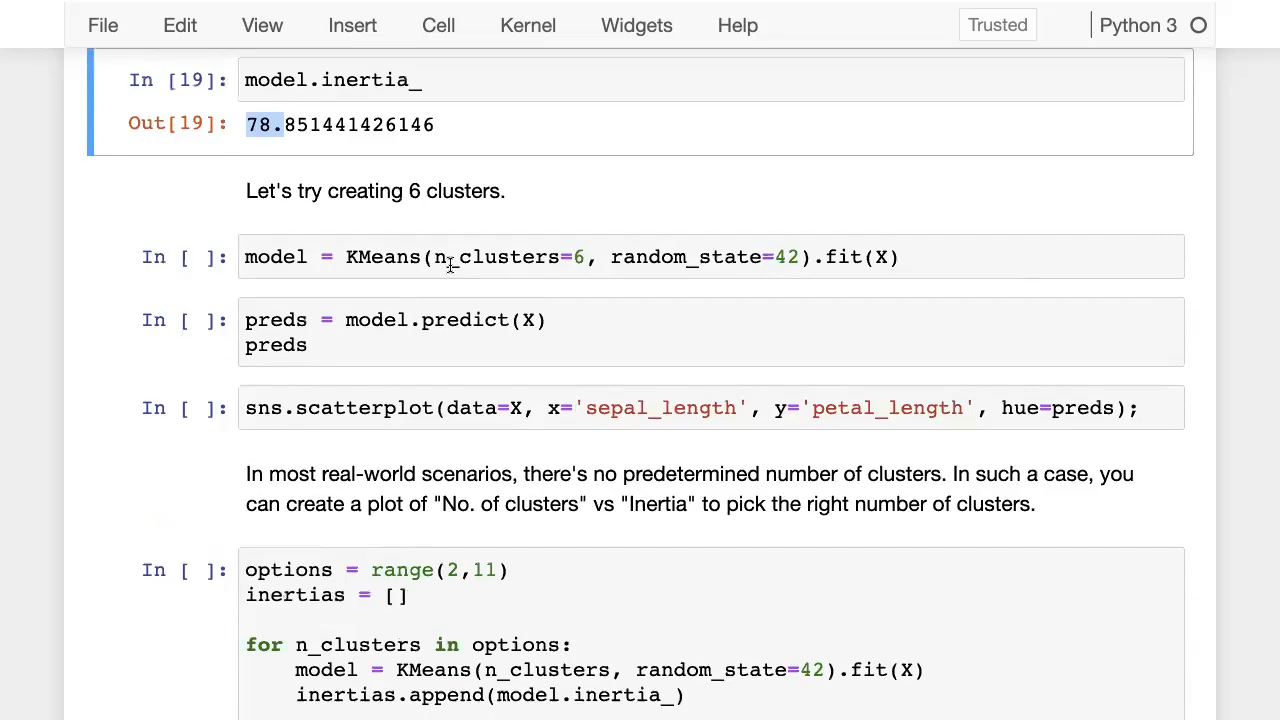 File Edit View Insert Cell Kernel Widgets Help Trusted Python 3
In [19]: model.inertia_
Out[19]: 78.851441426146
Let's try creating 6 clusters.
In [ ]: model = KMeans(n_clusters=6, random_state=42).fit(X)
In [ ]: preds = model.predict(X)
preds
In [ ]: sns.scatterplot(data=X, x='sepal_length', y='petal_length', hue=preds);
In most real-world scenarios, there's no predetermined number of clusters. In such a case, you
can create a plot of "No. of clusters" vs "Inertia" to pick the right number of clusters.
In [ ]: options = range(2,11)
inertias = []
for n_clusters in options:
    model = KMeans(n_clusters, random_state=42).fit(X)
    inertias.append(model.inertia_)